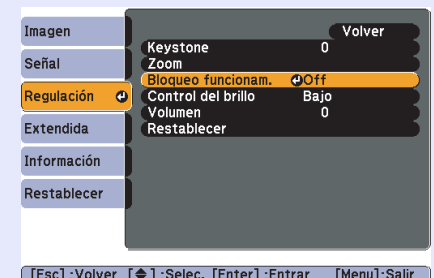 Imagen
Señal
Regulación
Extendida
Información
Restablecer
Volver
Keystone 0
Zoom
Bloqueo funcionam. Off
Control del brillo Bajo
Volumen 0
Restablecer
[Esc] :Volver [◆] :Selec. [Enter] :Entrar [Menu]:Salir